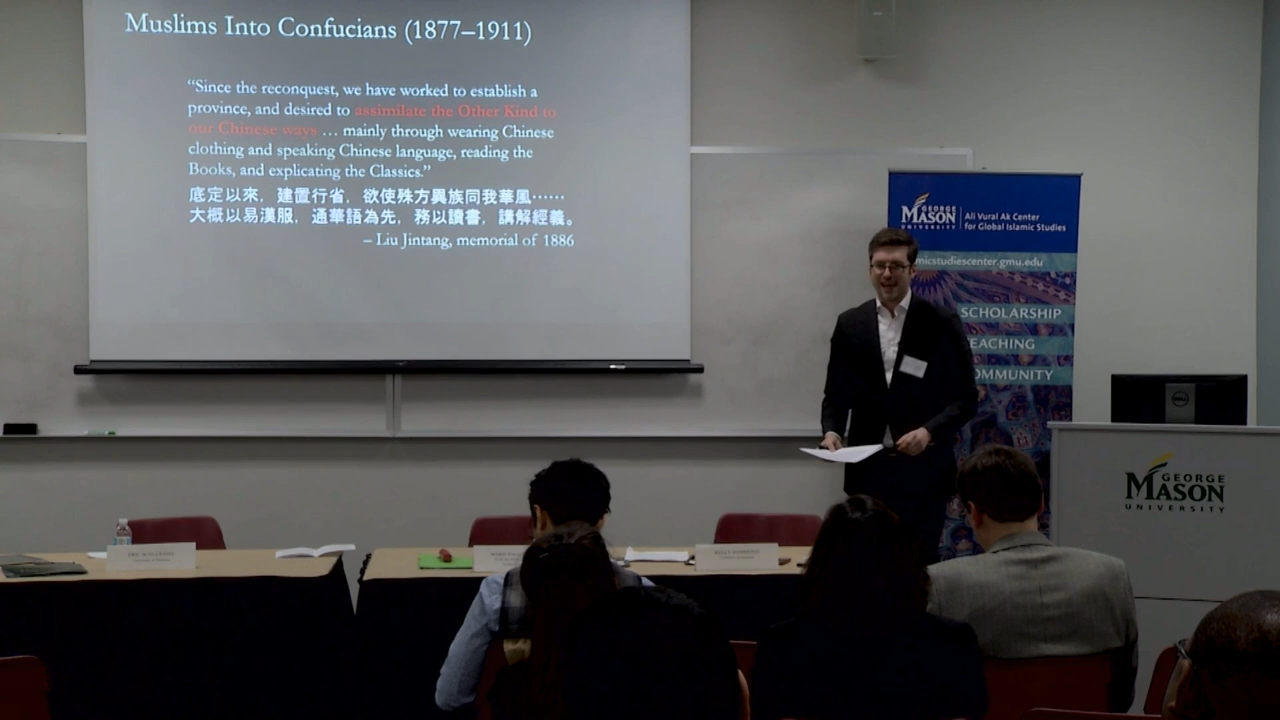 Muslims Into Confucians (1877–1911)
“Since the reconquest, we have worked to establish a
province, and desired to assimilate the Other Kind to
our Chinese ways … mainly through wearing Chinese
clothing and speaking Chinese language, reading the
Books, and explicating the Classics.”
底定以來，建置行省，欲使殊方異族同我華風……
大概以易漢服，通華語為先，務以讀書，講解經義。
– Liu Jintang, memorial of 1886
GEORGE
MASON
UNIVERSITY
Ali Vural Ak Center
for Global Islamic Studies
micstudiescenter.gmu.edu
SCHOLARSHIP
EACHING
OMMUNITY
DELL
GEORGE
MASON
UNIVERSITY